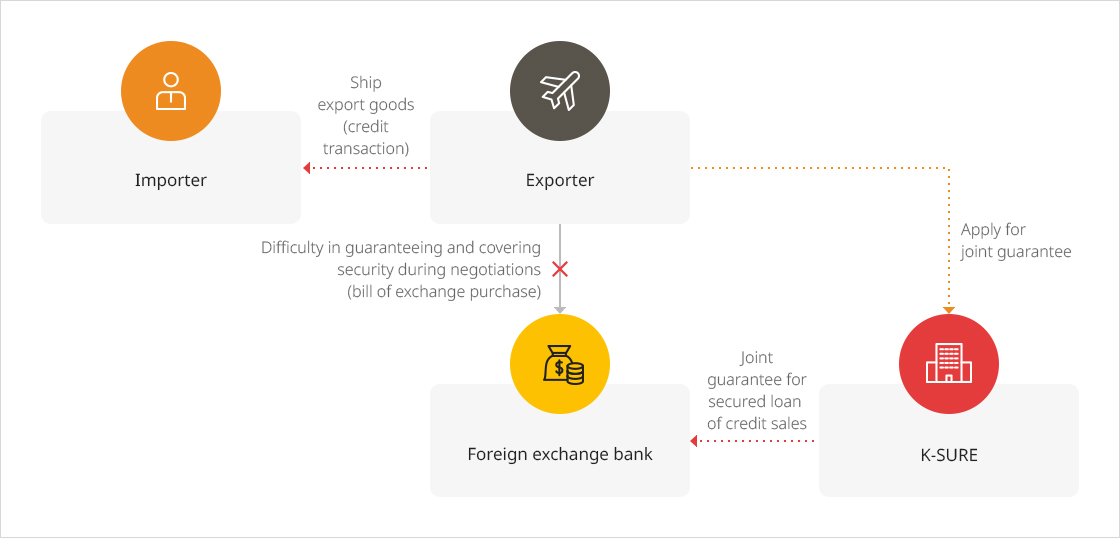 Ship
export goods
(credit
transaction)
Importer
Exporter
Difficulty in guaranteeing and covering
security during negotiations
(bill of exchange purchase)
Apply for
joint guarantee
$
Joint
guarantee for
secured loan
of credit sales
Foreign exchange bank
K-SURE